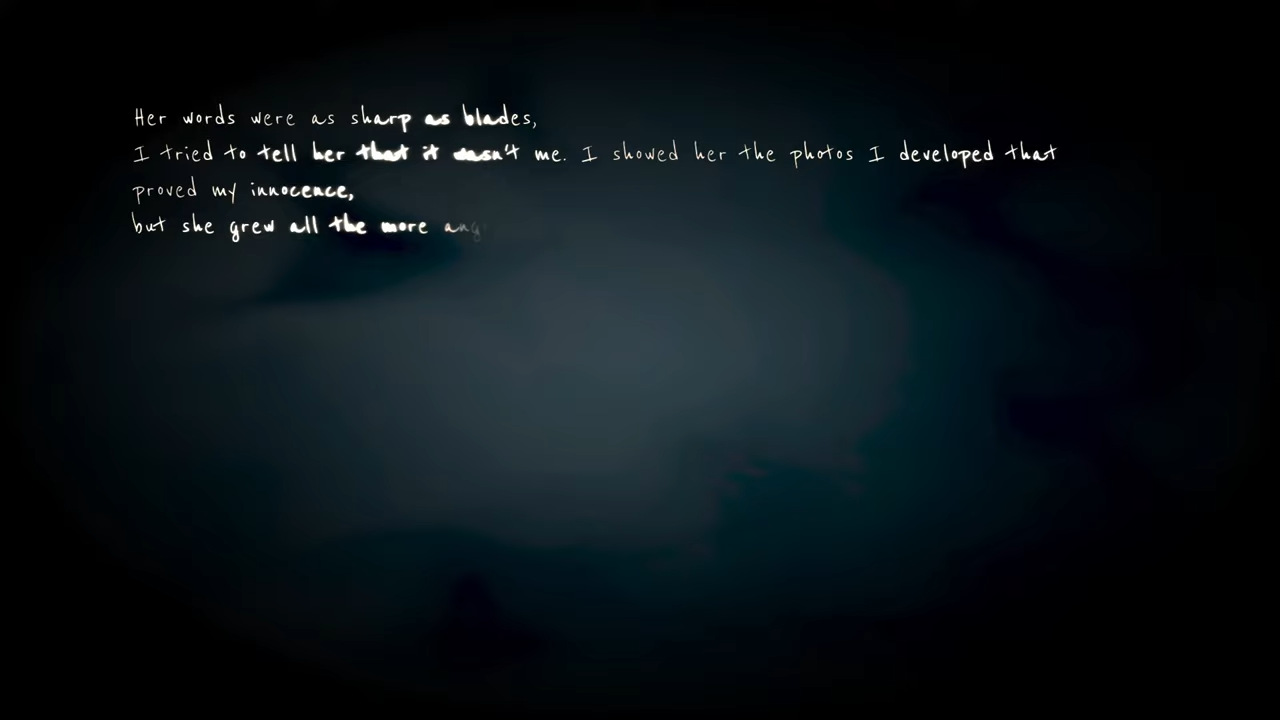 Her words were as sharp as blades,
I tried to tell her that it wasn't me. I showed her the photos I developed that
proved my innocence,
but she grew all the more